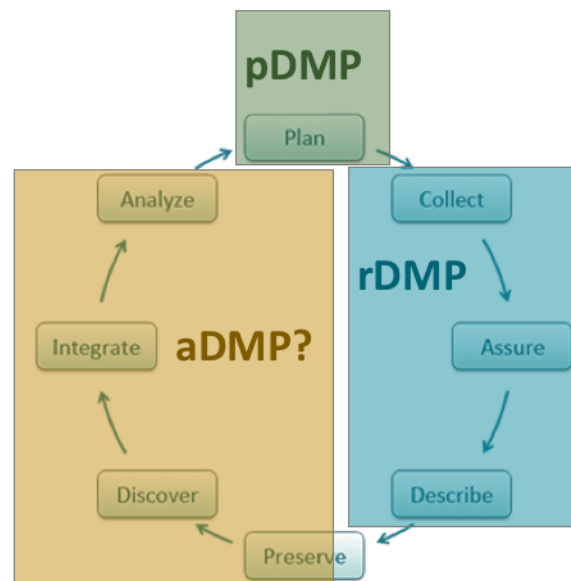 pDMP
Plan
Analyze
Collect
rDMP
Integrate
aDMP?
Assure
Discover
Describe
Preserve